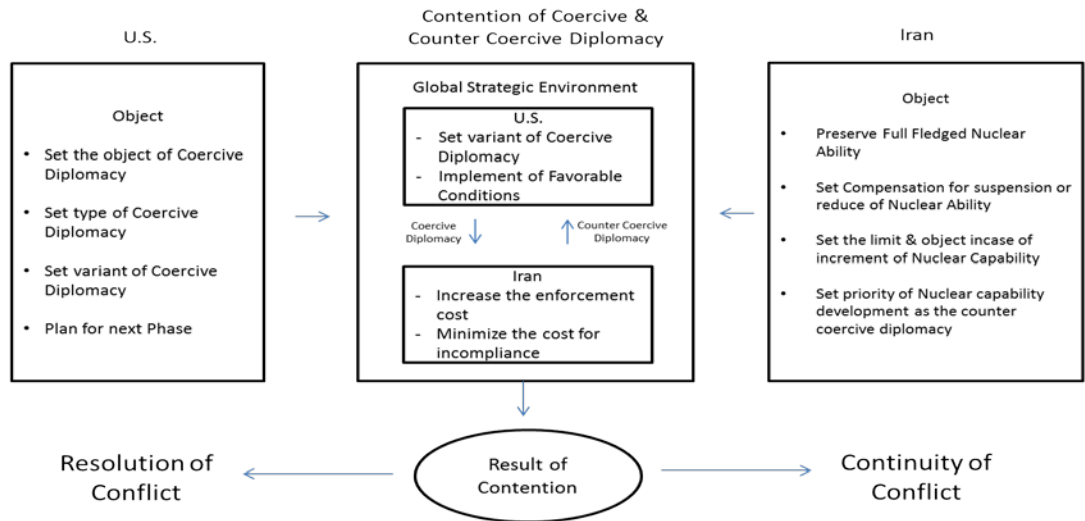 U.S.
Object
• Set the object of Coercive
Diplomacy
• Set type of Coercive
Diplomacy
• Set variant of Coercive
Diplomacy
• Plan for next Phase
Contention of Coercive &
Counter Coercive Diplomacy
Global Strategic Environment
U.S.
- Set variant of Coercive
Diplomacy
- Implement of Favorable
Conditions
Coercive
Diplomacy
Counter Coercive
Diplomacy
Iran
- Increase the enforcement
cost
- Minimize the cost for
incompliance
Iran
Object
• Preserve Full Fledged Nuclear
Ability
• Set Compensation for suspension or
reduce of Nuclear Ability
• Set the limit & object incase of
increment of Nuclear Capability
• Set priority of Nuclear capability
development as the counter
coercive diplomacy
Resolution of
Conflict
Result of
Contention
Continuity of
Conflict